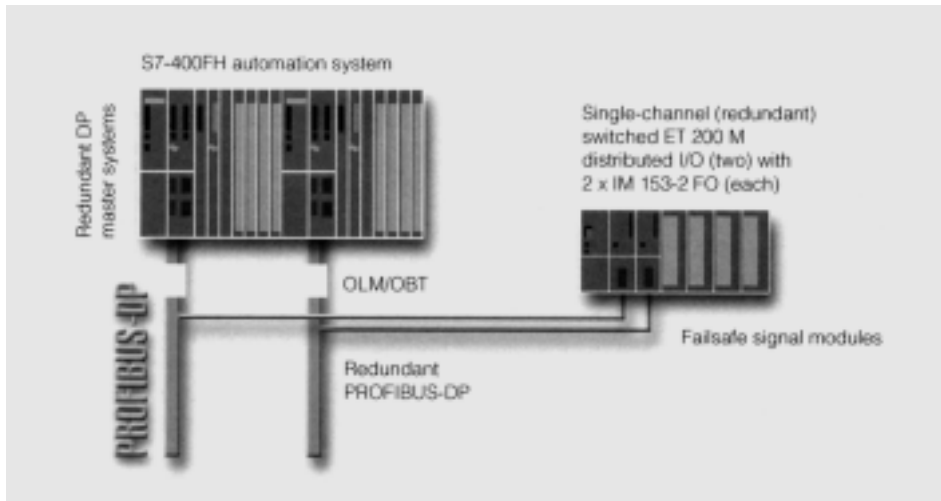 S7-400FH automation system
Redundant DP
master systems
Single-channel (redundant)
switched ET 200 M
distributed I/O (two) with
2 x IM 153-2 FO (each)
OLM/OBT
PROFIBUS-DP
Failsafe signal modules
Redundant
PROFIBUS-DP